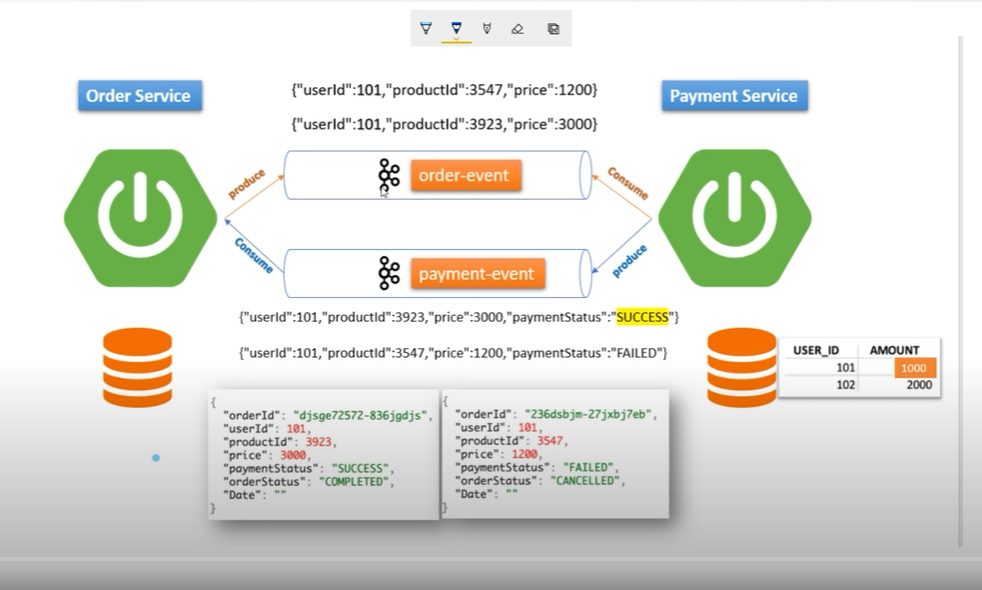 Order Service
{"userId":101,"productId":3547,"price":1200}
Payment Service
{"userId":101,"productId":3923,"price":3000}
produce
order-event
Consume
Consume
payment-event
produce
{"userId":101,"productId":3923,"price":3000,"paymentStatus":"SUCCESS"}
{"userId":101,"productId":3547,"price":1200,"paymentStatus":"FAILED"}
USER_ID AMOUNT
101 1000
102 2000
{
"orderId": "djsge72572-836jgdjs",
"userId": 101,
"productId": 3923,
"price": 3000,
"paymentStatus": "SUCCESS",
"orderStatus": "COMPLETED",
"Date": ""
}
{
"orderId": "236dsbjm-27jxbj7eb",
"userId": 101,
"productId": 3547,
"price": 1200,
"paymentStatus": "FAILED",
"orderStatus": "CANCELLED",
"Date": ""
}